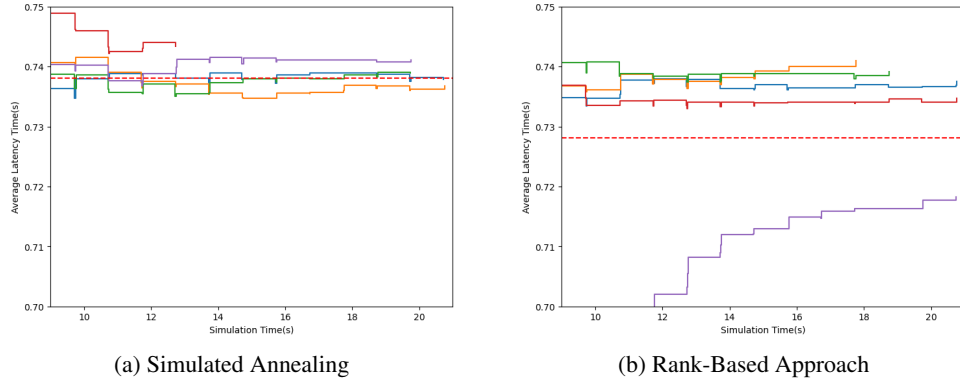 0.75
0.74
0.73
0.72
0.71
0.70
Average Latency Time(s)
10 12 14 16 18 20
Simulation Time(s)
(a) Simulated Annealing
0.75
0.74
0.73
0.72
0.71
0.70
Average Latency Time(s)
10 12 14 16 18 20
Simulation Time(s)
(b) Rank-Based Approach